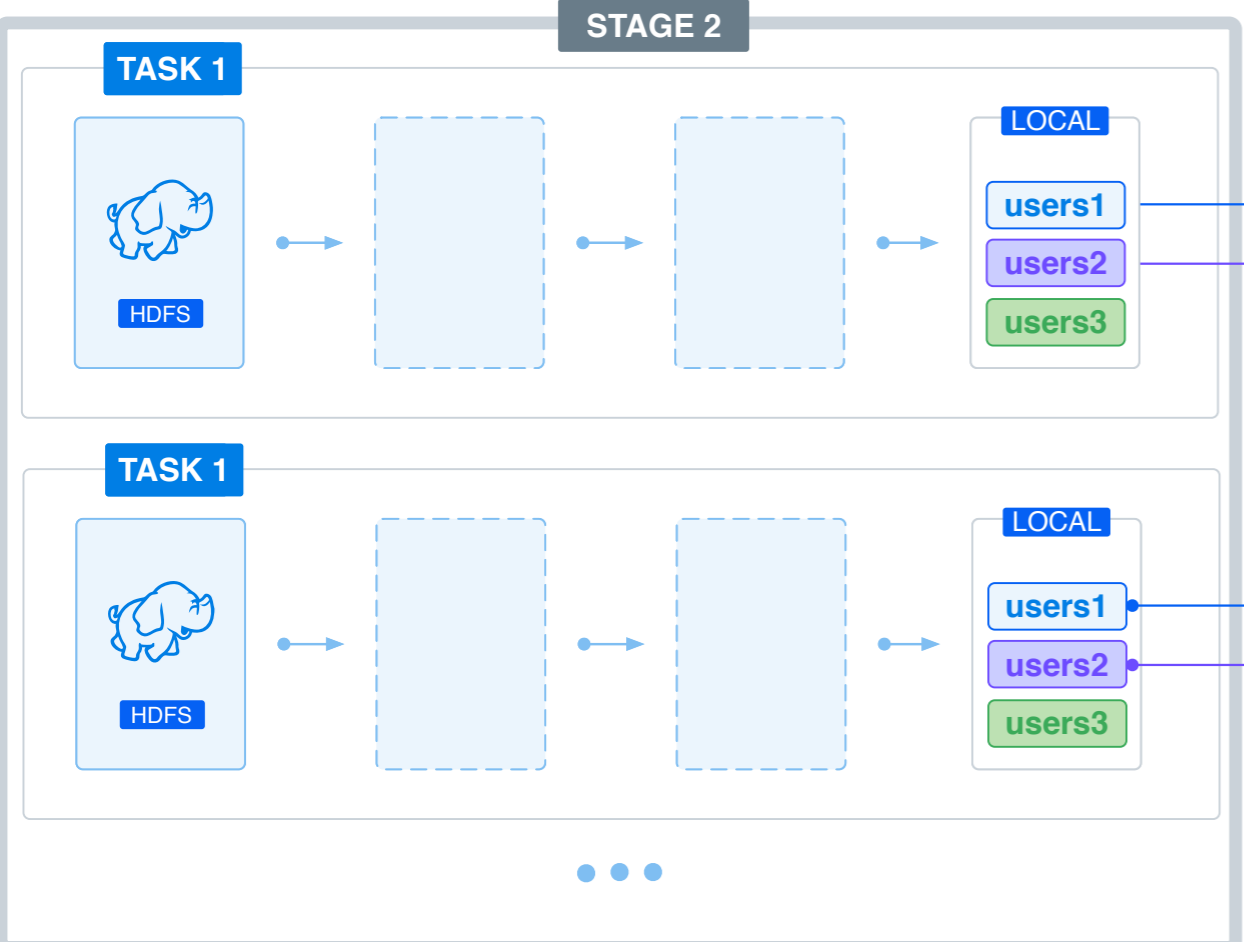 STAGE 2
TASK 1
LOCAL
users1
users2
HDFS
users3
TASK 1
LOCAL
users1
users2
HDFS
users3